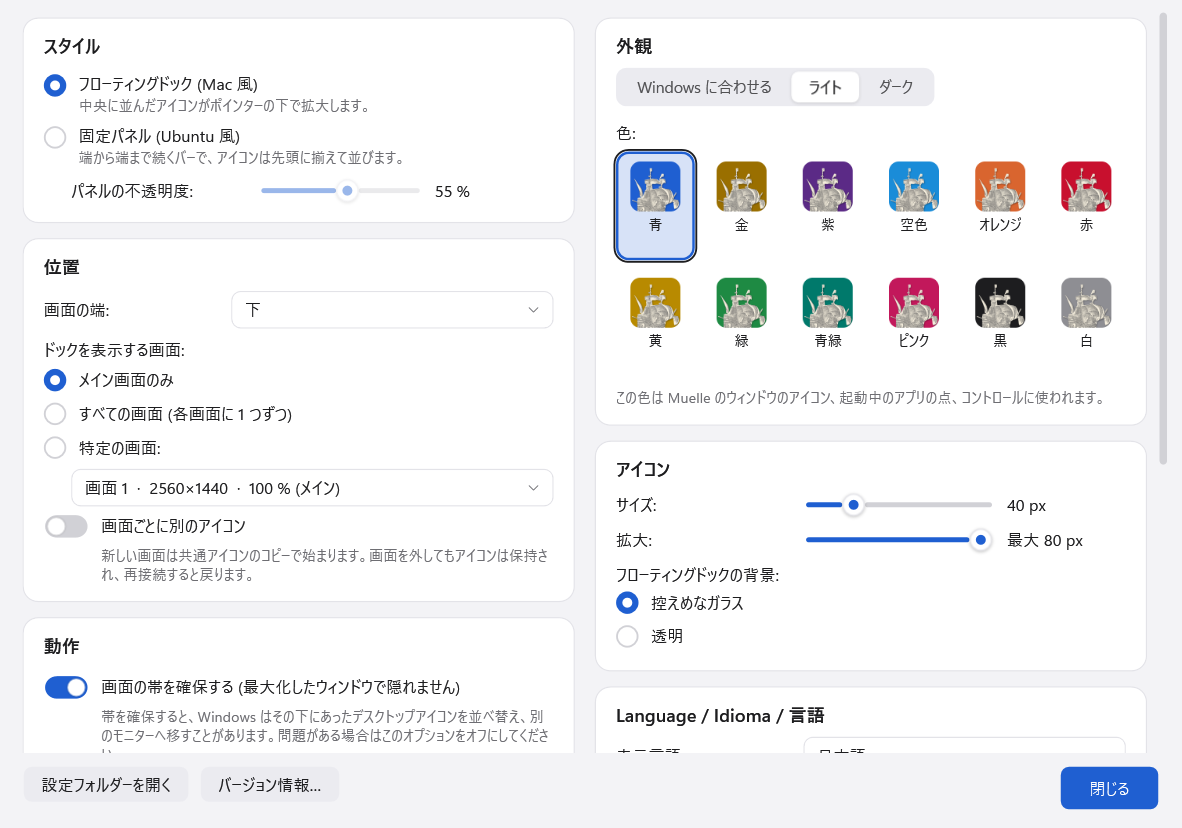 スタイル
フローティングドック (Mac 風)
中央に並んだアイコンがポインターの下で拡大します。
固定パネル (Ubuntu 風)
端から端まで続くバーで、アイコンは先頭に揃えて並びます。
パネルの不透明度:
55 %
位置
画面の端:
下
ドックを表示する画面:
メイン画面のみ
すべての画面 (各画面に 1 つずつ)
特定の画面:
画面 1 · 2560×1440 · 100 % (メイン)
画面ごとに別のアイコン
新しい画面は共通アイコンのコピーで始まります。画面を外してもアイコンは保持さ
れ、再接続すると戻ります。
動作
画面の帯を確保する (最大化したウィンドウで隠れません)
帯を確保すると、Windows はその下にあったデスクトップアイコンを並べ替え、別
のモニターへ移すことがあります。問題がある場合はこのオプションをオフにしてくださ
外観
Windows に合わせる
ライト
ダーク
色:
青
金
紫
空色
オレンジ
赤
黄
緑
青緑
ピンク
黒
白
この色は Muelle のウィンドウのアイコン、起動中のアプリの点、コントロールに使われます。
アイコン
サイズ:
40 px
拡大:
最大 80 px
フローティングドックの背景:
控えめなガラス
透明
Language / Idioma / 言語
設定フォルダーを開く
バージョン情報...
閉じる